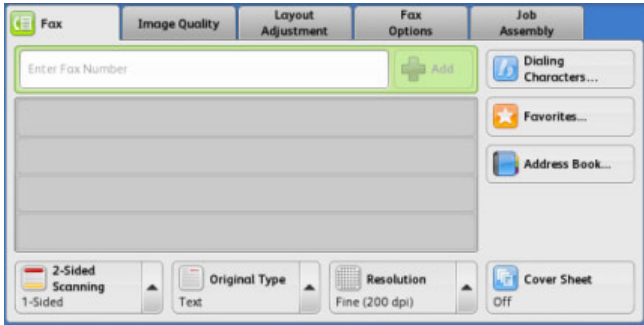 Fax
Image Quality
Layout
Adjustment
Fax
Options
Job
Assembly
Enter Fax Number
Add
Dialing
Characters...
Favorites...
Address Book...
2-Sided
Scanning
1-Sided
Original Type
Text
Resolution
Fine (200 dpi)
Cover Sheet
Off